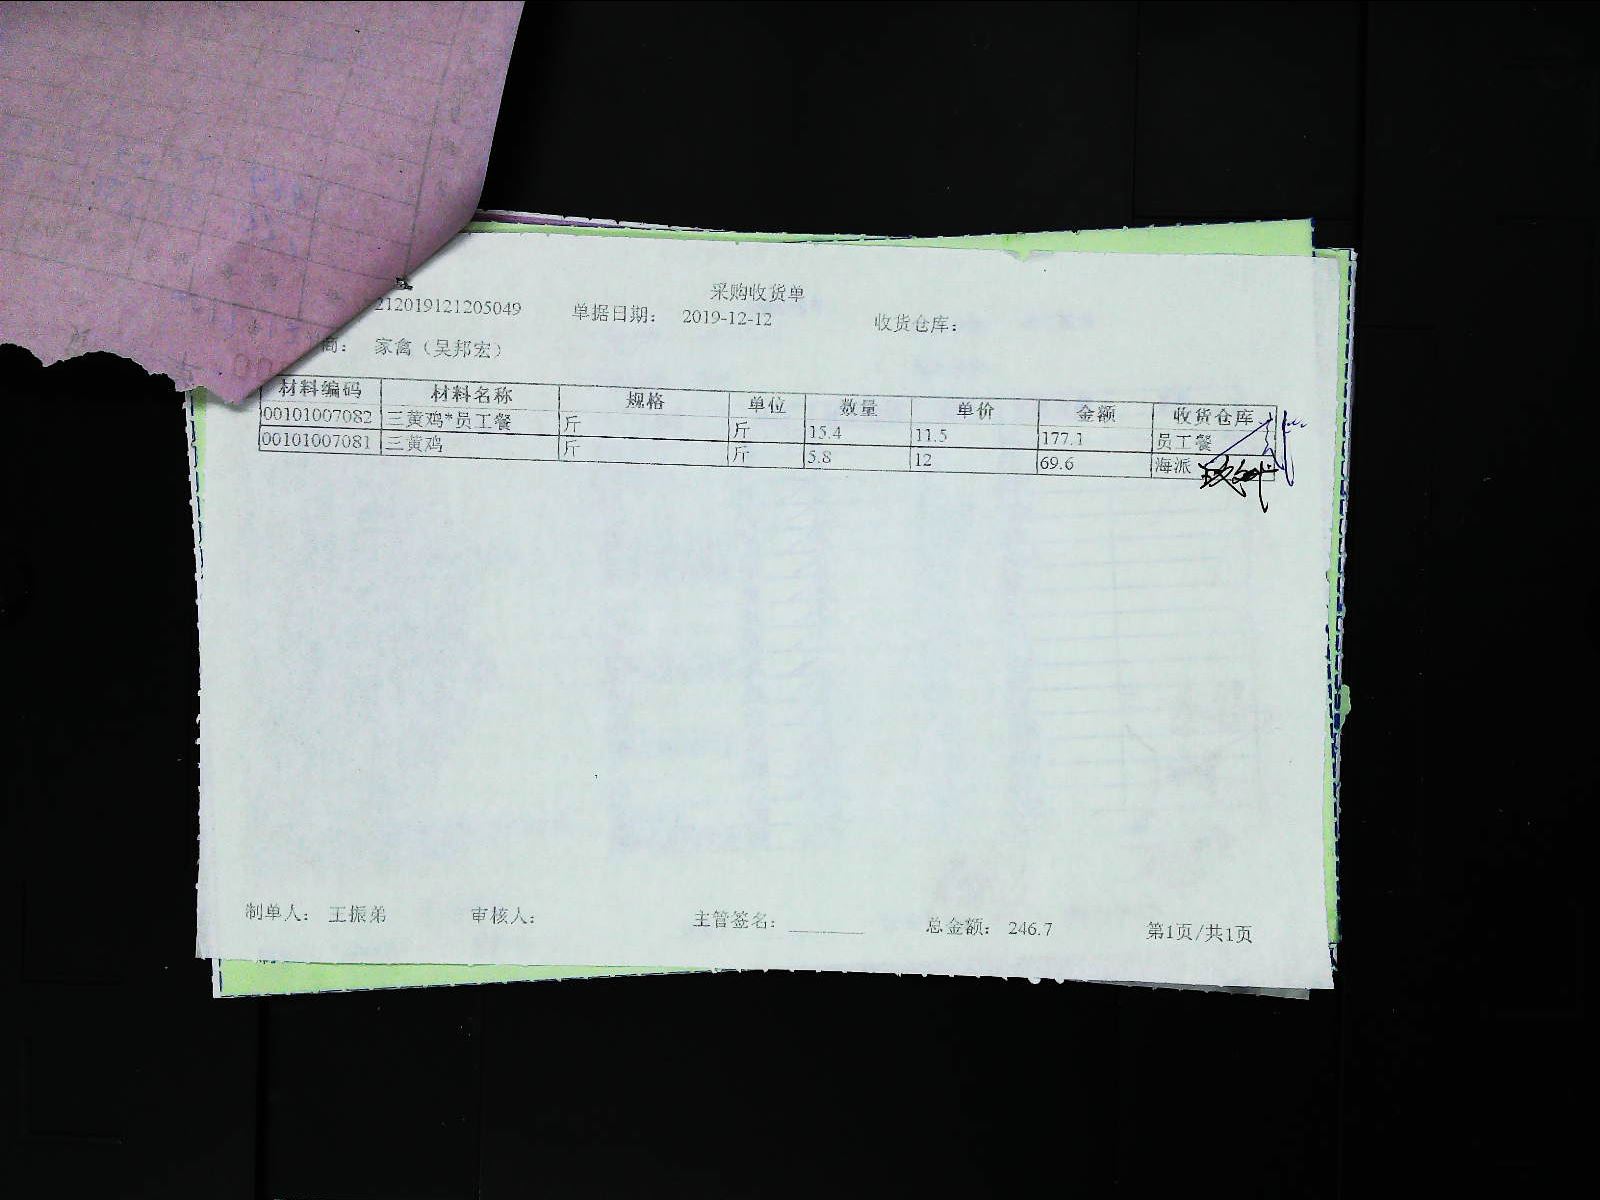 采购收货单
212019121205049 单据日期: 2019-12-12 收货仓库:
商: 家禽（吴邦宏）
材料编码 材料名称 规格 单位 数量 单价 金额 收货仓库
00101007082 三黄鸡*员工餐 斤 斤 15.4 11.5 177.1 员工餐
00101007081 三黄鸡 斤 斤 5.8 12 69.6 海派
制单人: 王振弟 审核人: 主管签名: 总金额: 246.7 第1页/共1页